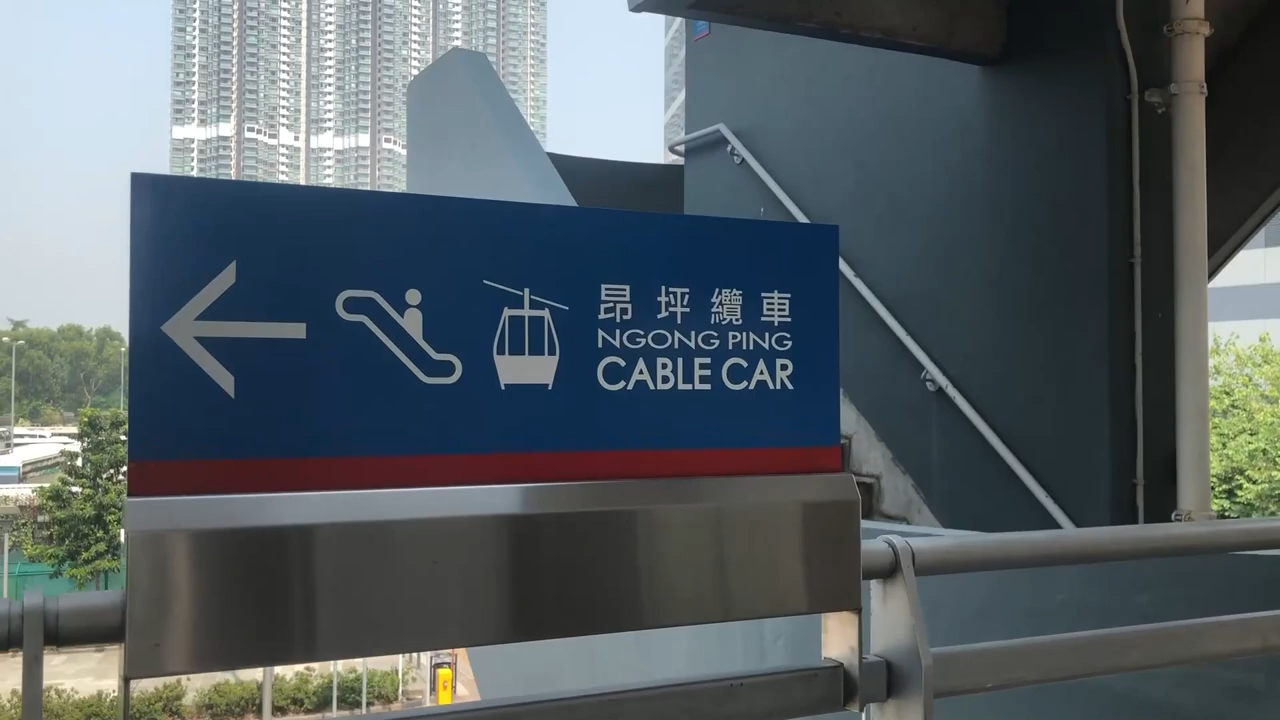 昂坪纜車
NGONG PING
CABLE CAR